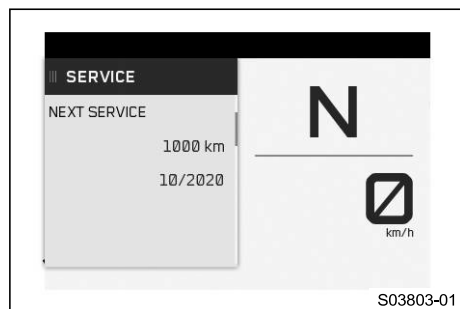 SERVICE
NEXT SERVICE
1000 km
10/2020
N
0
km/h
S03803-01